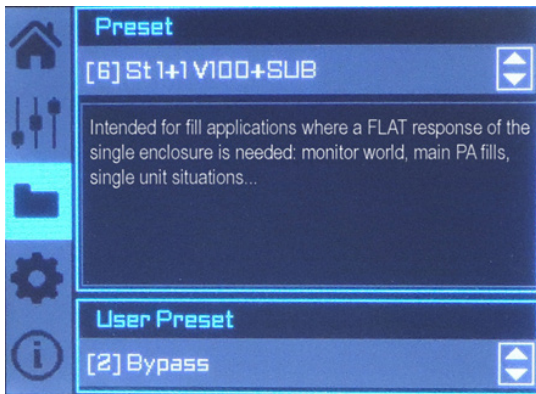 Preset
[6] St 1+1 V100+SUB
Intended for fill applications where a FLAT response of the
single enclosure is needed: monitor world, main PA fills,
single unit situations...
User Preset
[2] Bypass